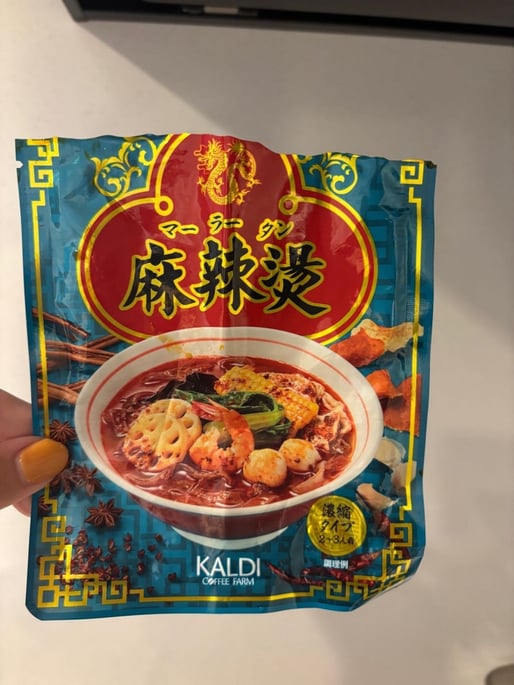 マー ラー タン
麻辣燙
濃縮
タイプ
2~3人前
KALDI
COFFEE FARM
調理例